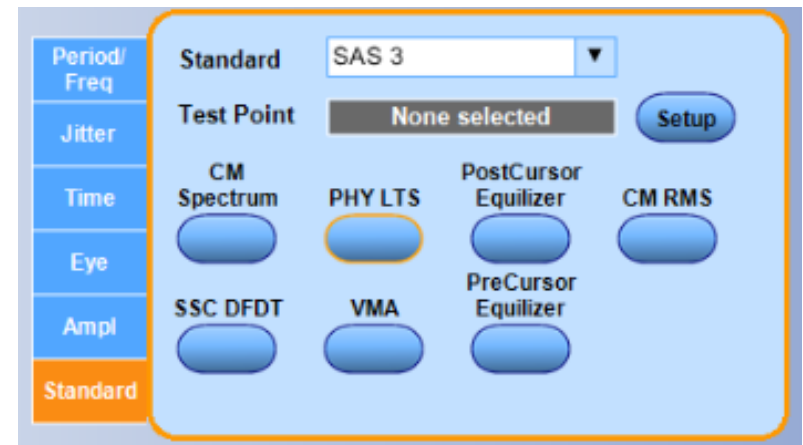 Period/
Freq
Jitter
Time
Eye
Ampl
Standard
Standard SAS 3
Test Point None selected Setup
CM
Spectrum
PHY LTS
PostCursor
Equilizer
CM RMS
SSC DFDT
VMA
PreCursor
Equilizer